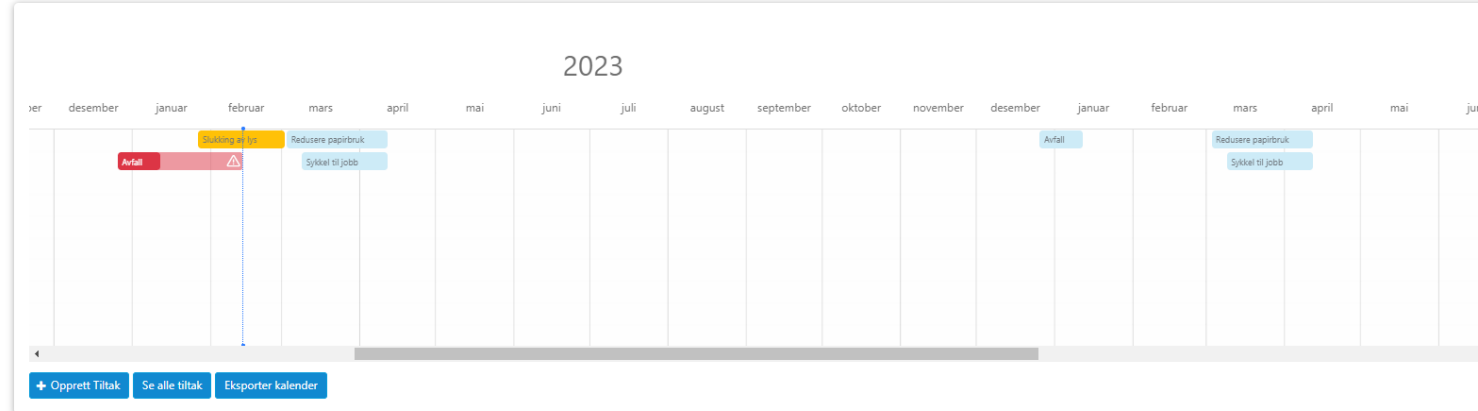 2023
ber desember januar februar mars april mai juni juli august september oktober november desember januar februar mars april mai jun
Slukking av lys Redusere papirbruk Avfall Redusere papirbruk
Avfall Sykkel til jobb Sykkel til jobb
Opprett Tiltak Se alle tiltak Eksporter kalender